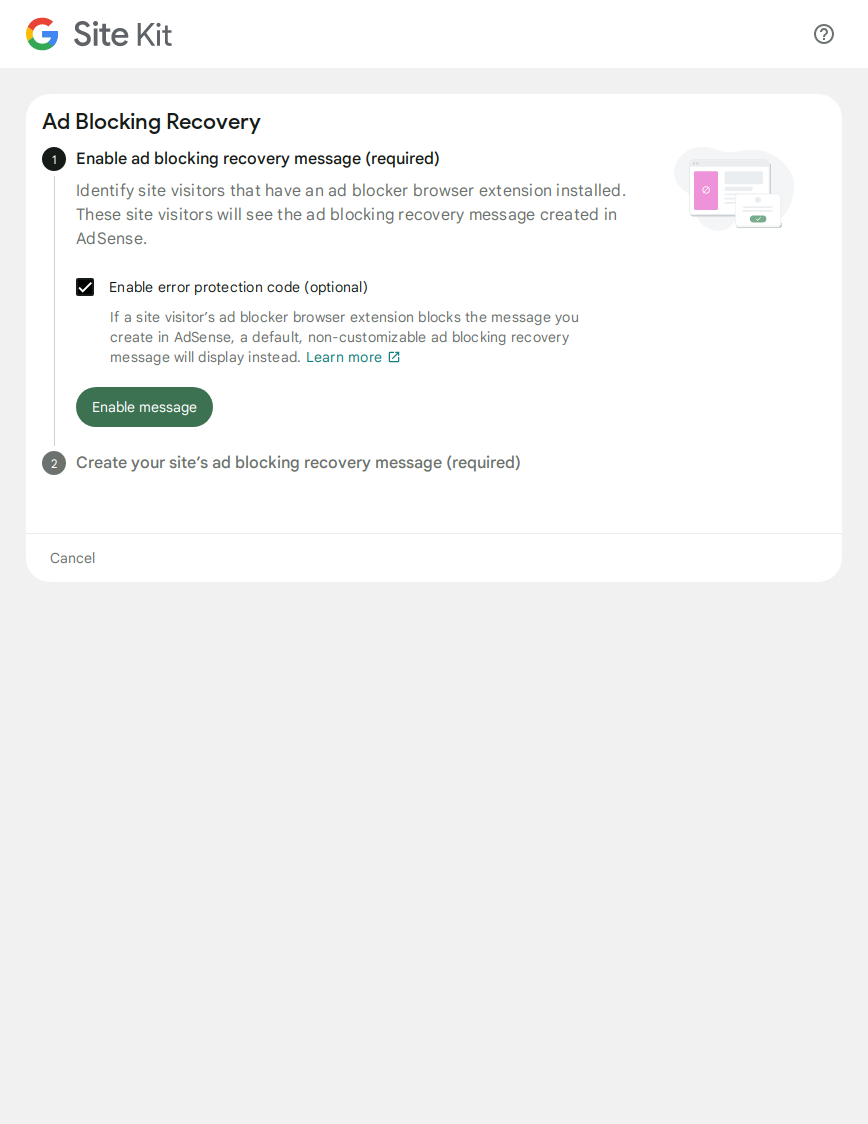 Site Kit
Ad Blocking Recovery
1
Enable ad blocking recovery message (required)
Identify site visitors that have an ad blocker browser extension installed.
These site visitors will see the ad blocking recovery message created in
AdSense.
Enable error protection code (optional)
If a site visitor’s ad blocker browser extension blocks the message you
create in AdSense, a default, non-customizable ad blocking recovery
message will display instead. Learn more
Enable message
2
Create your site’s ad blocking recovery message (required)
Cancel